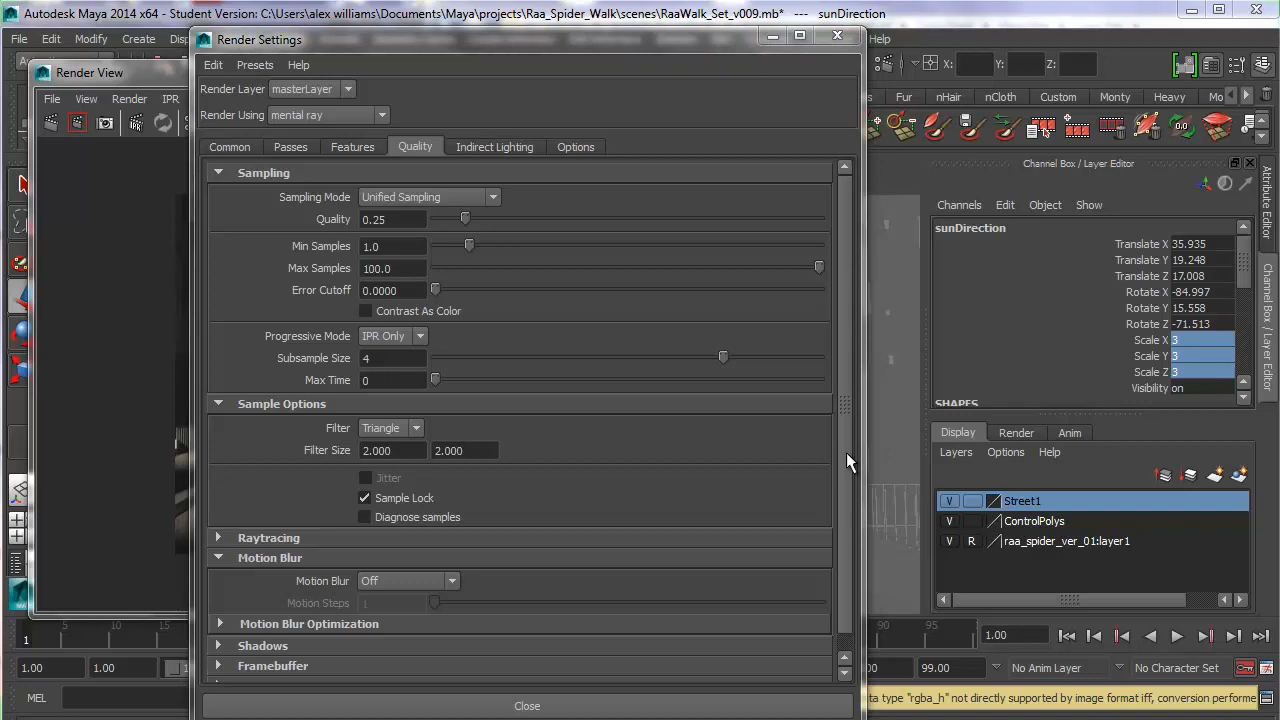 Autodesk Maya 2014 x64 - Student Version: C:\Users\alex williams\Documents\Maya\projects\Raa_Spider_Walk\scenes\RaaWalk_Set_v009.mb* --- sunDirection
File Edit Modify Create Disp
Help
Render Settings
Render View
Edit Presets Help
X: Y: Z:
File View Render IPR
Render Layer masterLayer
Render Using mental ray
Fur nHair nCloth Custom Monty Heavy Mo
Common Passes Features Quality Indirect Lighting Options
Channel Box / Layer Editor
Attribute Editor
Channel Box / Layer Editor
Sampling
Sampling Mode Unified Sampling
Quality 0.25
Min Samples 1.0
Max Samples 100.0
Error Cutoff 0.0000
Contrast As Color
Progressive Mode IPR Only
Subsample Size 4
Max Time 0
Sample Options
Filter Triangle
Filter Size 2.000 2.000
Jitter
Sample Lock
Diagnose samples
Raytracing
Motion Blur
Motion Blur Off
Motion Steps 1
Motion Blur Optimization
Shadows
Framebuffer
Close
Channels Edit Object Show
sunDirection
Translate X 35.935
Translate Y 19.248
Translate Z 17.008
Rotate X -84.997
Rotate Y 15.558
Rotate Z -71.513
Scale X 3
Scale Y 3
Scale Z 3
Visibility on
SHAPES
Display Render Anim
Layers Options Help
V Street1
V ControlPolys
V R raa_spider_ver_01:layer1
1 5 10 15
90 95 1.00
1.00 1.00 1
00 99.00 No Anim Layer No Character Set
MEL
ta type "rgba_h" not directly supported by image format iff, conversion performe